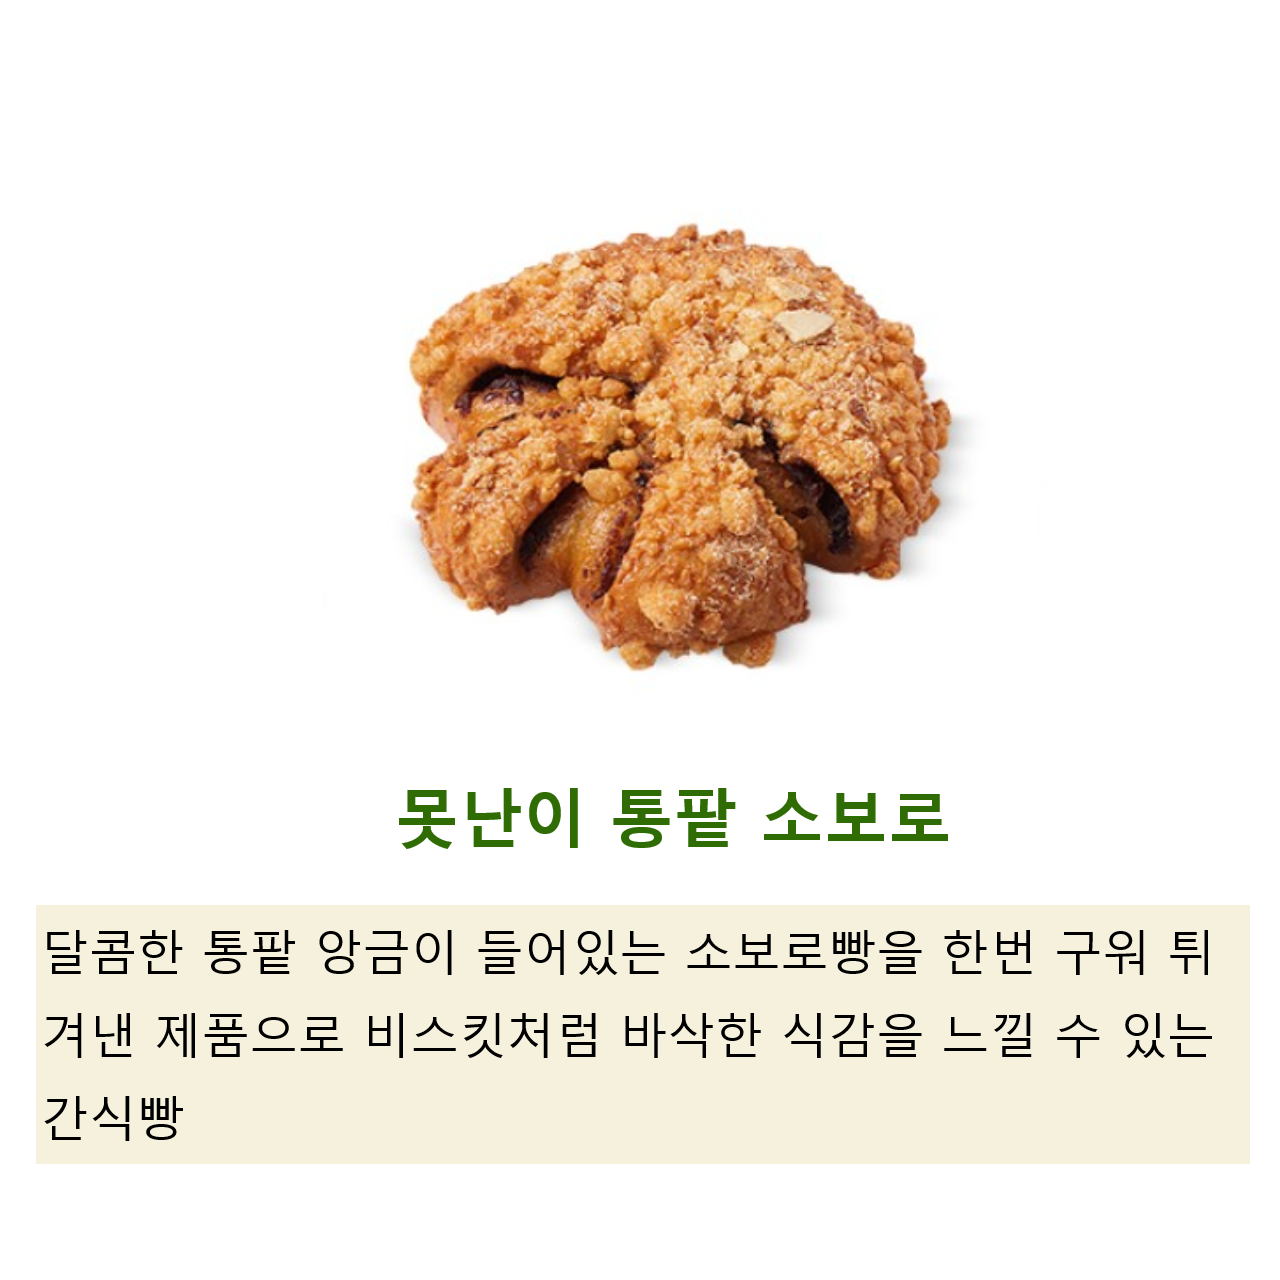 못난이 통팥 소보로
달콤한 통팥 앙금이 들어있는 소보로빵을 한번 구워 튀
겨낸 제품으로 비스킷처럼 바삭한 식감을 느낄 수 있는
간식빵